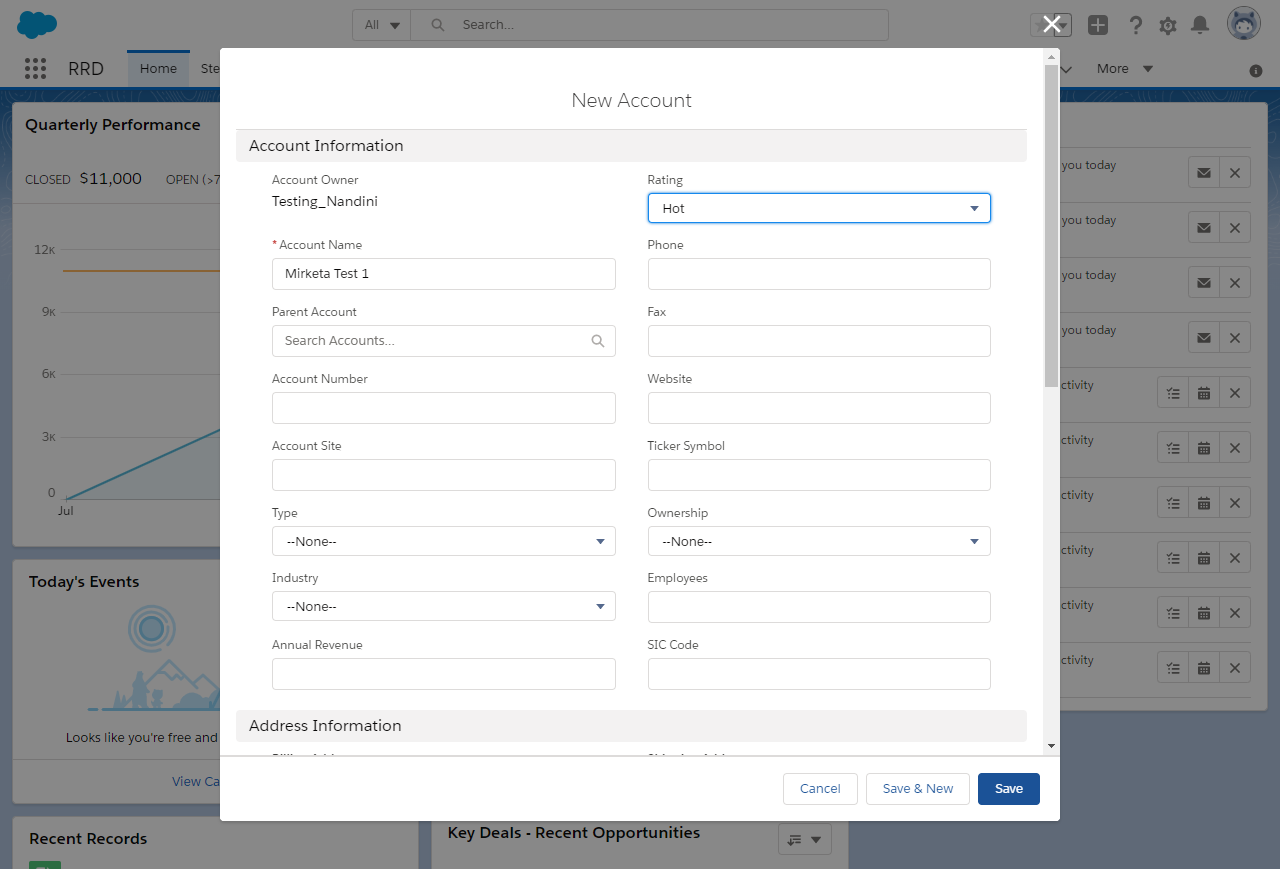 All
Search...
RRD
Home
Ste
More
Quarterly Performance
CLOSED $11,000 OPEN (>7
12K
9K
6K
3K
0
Jul
Today's Events
Looks like you're free and
View Ca
Recent Records
Key Deals - Recent Opportunities
you today
you today
you today
you today
ctivity
ctivity
ctivity
ctivity
ctivity
ctivity
New Account
Account Information
Account Owner
Testing_Nandini
Rating
Hot
*Account Name
Mirketa Test 1
Phone
Parent Account
Search Accounts...
Fax
Account Number
Website
Account Site
Ticker Symbol
Type
--None--
Ownership
--None--
Industry
--None--
Employees
Annual Revenue
SIC Code
Address Information
Cancel
Save & New
Save